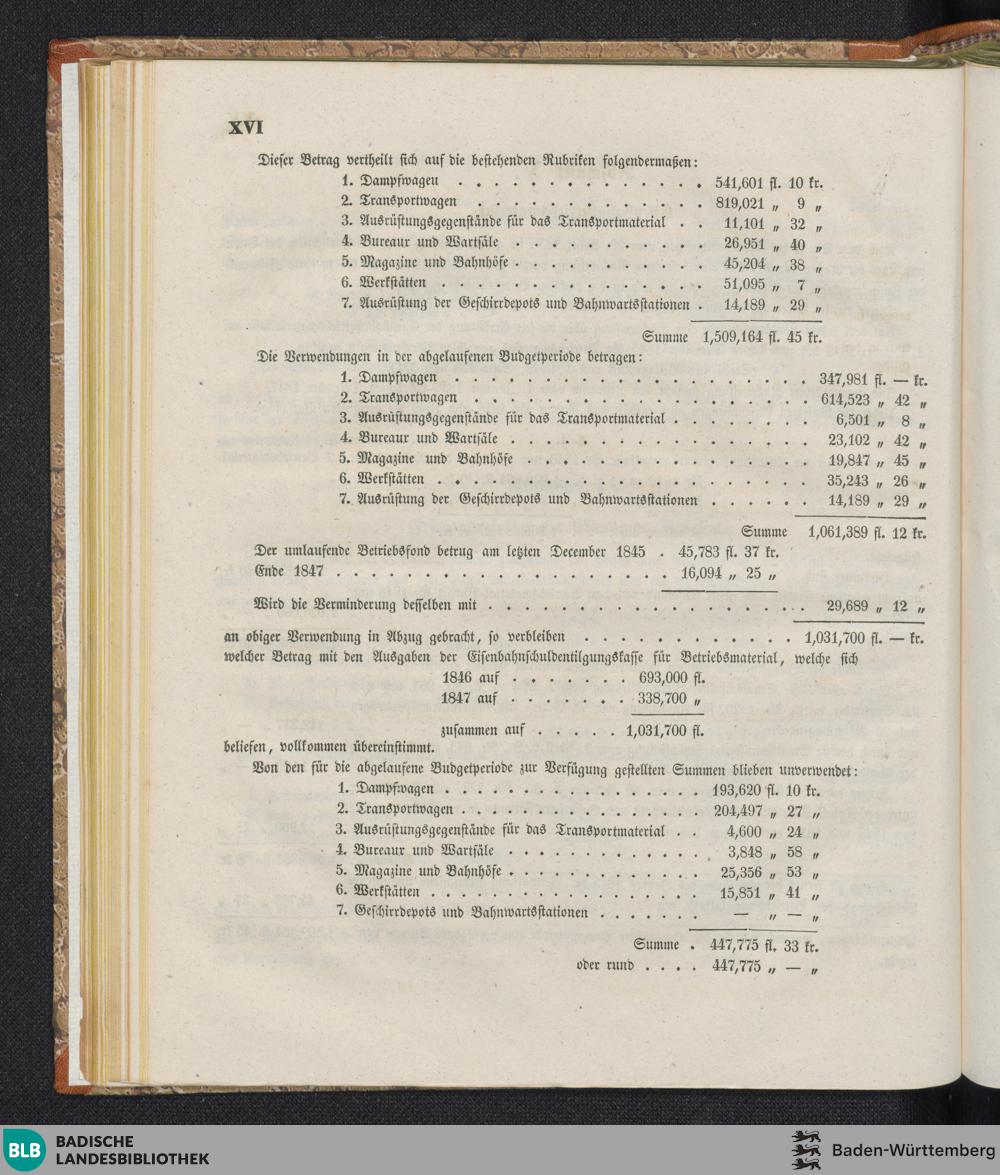 XVI
Dieser Betrag vertheilt sich auf die bestehenden Rubriken folgendermaßen:
1. Dampfwagen . . . . . . . . . . . . . 541,601 fl. 10 kr.
2. Transportwagen . . . . . . . . . . . . 819,021 „ 9 „
3. Ausrüstungsgegenstände für das Transportmaterial . . 11,101 „ 32 „
4. Bureaux und Wartsäle . . . . . . . . . . 26,951 „ 40 „
5. Magazine und Bahnhöfe . . . . . . . . . . 45,204 „ 38 „
6. Werkstätten . . . . . . . . . . . . . 51,095 „ 7 „
7. Ausrüstung der Geschirrdepots und Bahnwartsstationen . 14,189 „ 29 „
Summe 1,509,164 fl. 45 kr.
Die Verwendungen in der abgelaufenen Budgetperiode betragen:
1. Dampfwagen . . . . . . . . . . . . . . . . . . 347,981 fl. — kr.
2. Transportwagen . . . . . . . . . . . . . . . . . 614,523 „ 42 „
3. Ausrüstungsgegenstände für das Transportmaterial . . . . . . . 6,501 „ 8 „
4. Bureaux und Wartsäle . . . . . . . . . . . . . . . 23,102 „ 42 „
5. Magazine und Bahnhöfe . . . . . . . . . . . . . . . 19,847 „ 45 „
6. Werkstätten . . . . . . . . . . . . . . . . . . 35,243 „ 26 „
7. Ausrüstung der Geschirrdepots und Bahnwartsstationen . . . . . . 14,189 „ 29 „
Summe 1,061,389 fl. 12 kr.
Der umlaufende Betriebsfond betrug am letzten December 1845 . 45,783 fl. 37 kr.
Ende 1847 . . . . . . . . . . . . . . . . . . 16,094 „ 25 „
Wird die Verminderung desselben mit . . . . . . . . . . . . . . . . . 29,689 „ 12 „
an obiger Verwendung in Abzug gebracht, so verbleiben . . . . . . . . . . . 1,031,700 fl. — kr.
welcher Betrag mit den Ausgaben der Eisenbahnschuldentilgungskasse für Betriebsmaterial, welche sich
1846 auf . . . . . . . 693,000 fl.
1847 auf . . . . . . . 338,700 „
zusammen auf . . . . . 1,031,700 fl.
beliefen, vollkommen übereinstimmt.
Von den für die abgelaufene Budgetperiode zur Verfügung gestellten Summen blieben unverwendet:
1. Dampfwagen . . . . . . . . . . . . . . 193,620 fl. 10 kr.
2. Transportwagen . . . . . . . . . . . . . 204,497 „ 27 „
3. Ausrüstungsgegenstände für das Transportmaterial . . 4,600 „ 24 „
4. Bureaux und Wartsäle . . . . . . . . . . . 3,848 „ 58 „
5. Magazine und Bahnhöfe . . . . . . . . . . . 25,356 „ 53 „
6. Werkstätten . . . . . . . . . . . . . . 15,851 „ 41 „
7. Geschirrdepots und Bahnwartsstationen . . . . . . . — „ — „
Summe . 447,775 fl. 33 kr.
oder rund . . . . 447,775 „ — „
BLB BADISCHE
LANDESBIBLIOTHEK
Baden-Württemberg